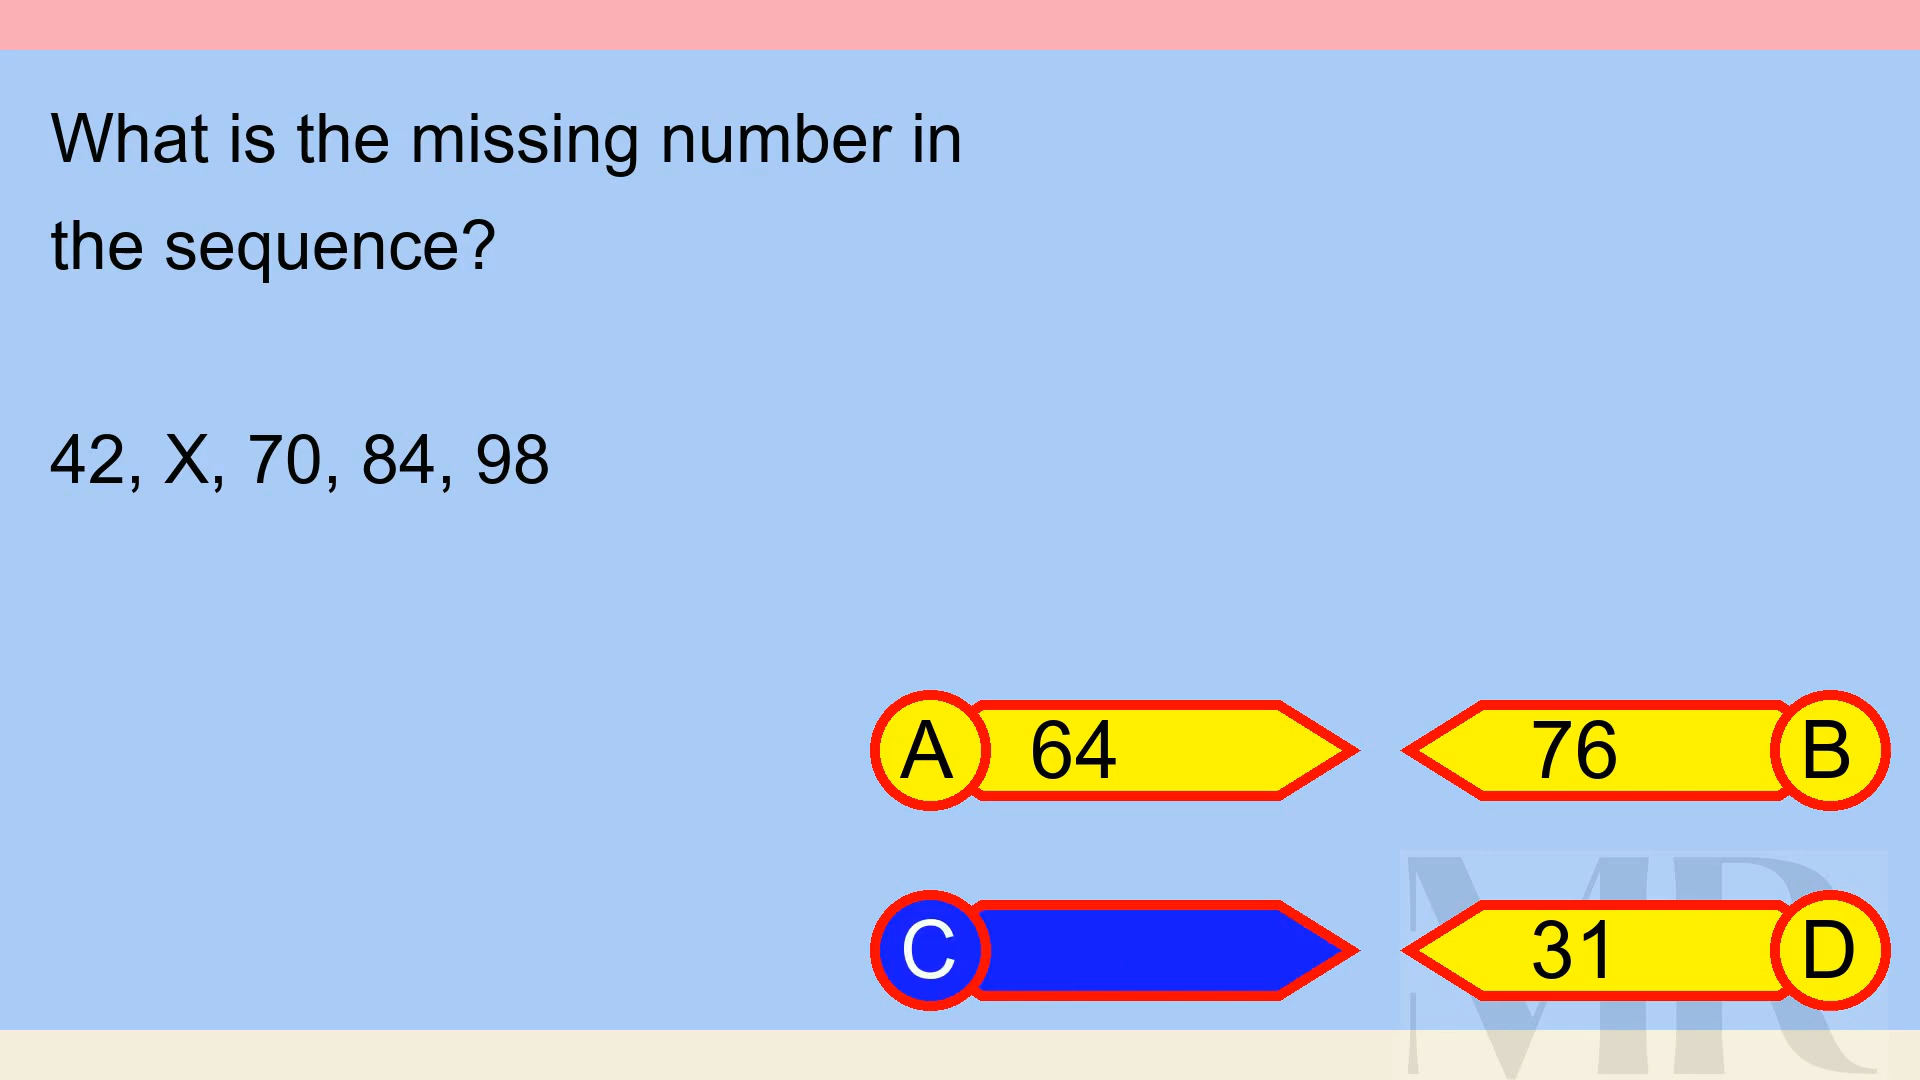 What is the missing number in
the sequence?
42, X, 70, 84, 98
A 64
76 B
C
31 D
MR